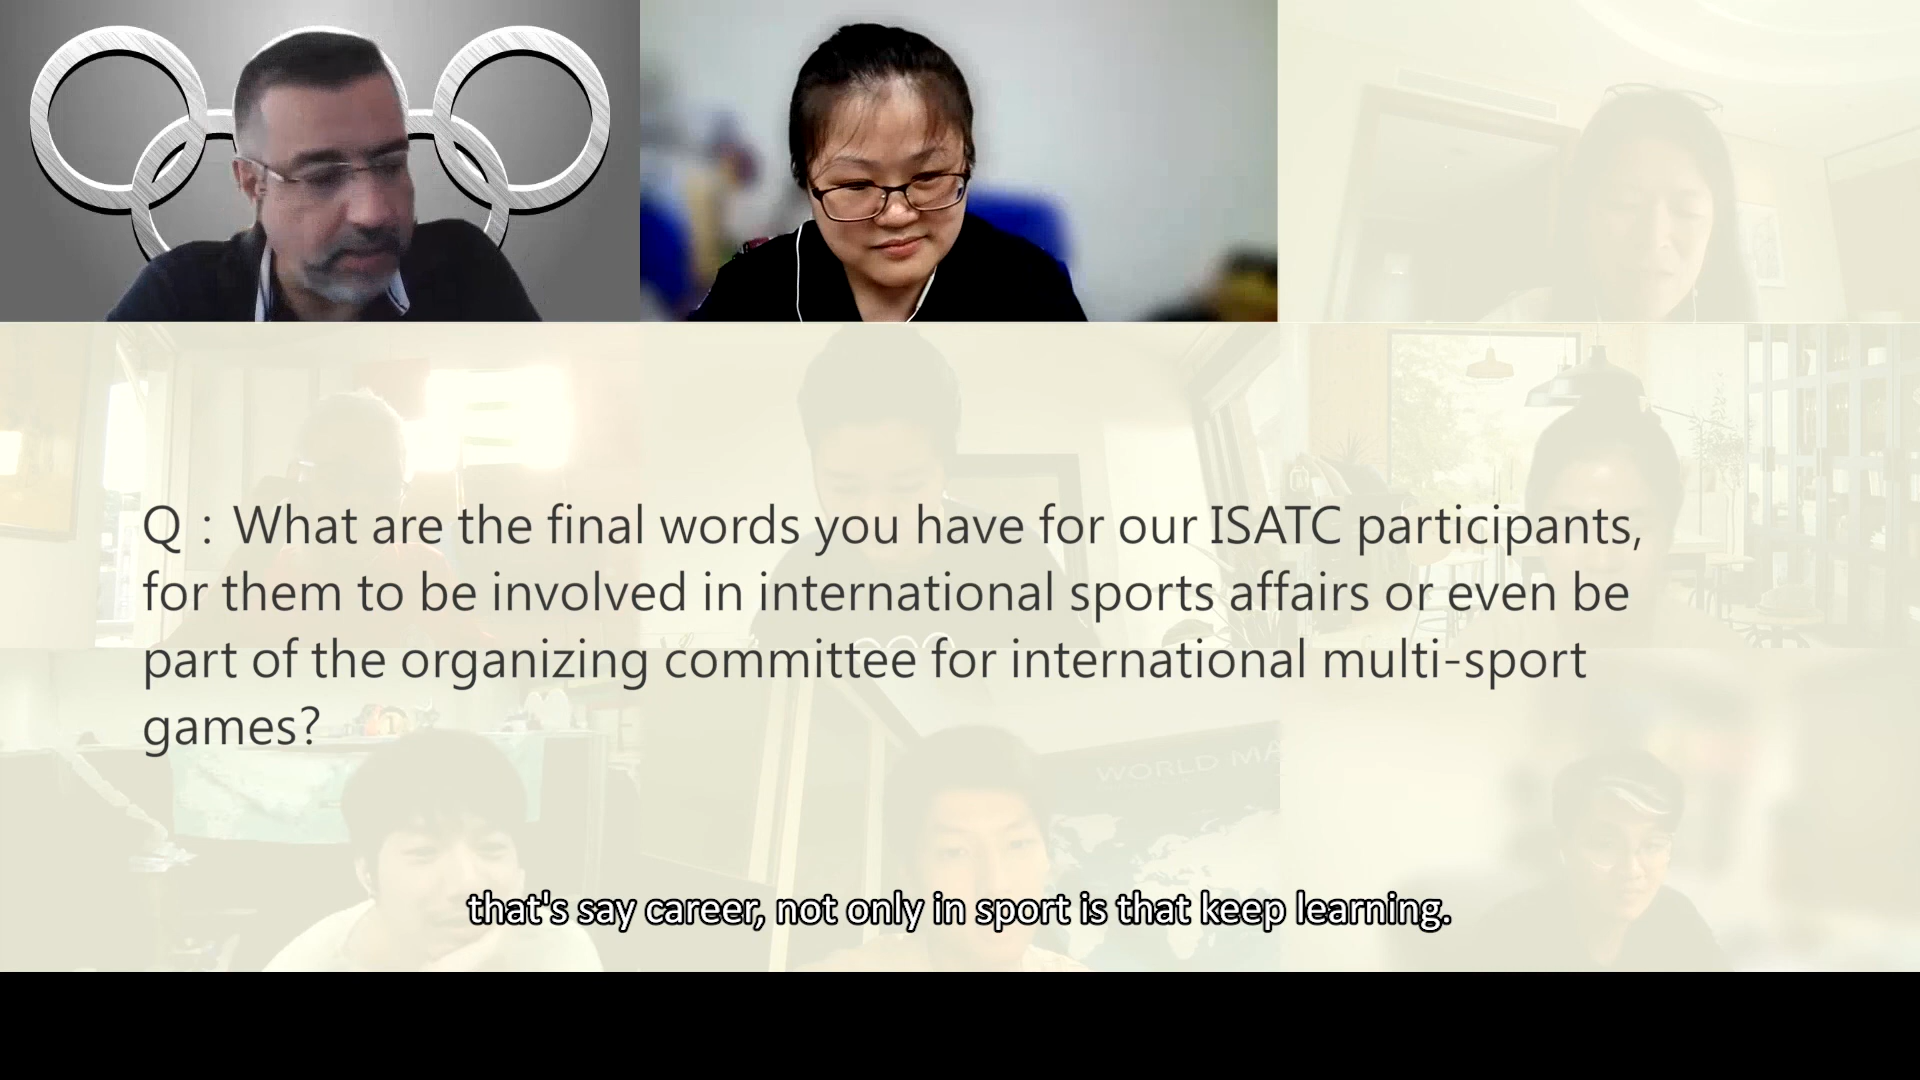 Q : What are the final words you have for our ISATC participants,
for them to be involved in international sports affairs or even be
part of the organizing committee for international multi-sport
games?
WORLD MA
that's say career, not only in sport is that keep learning.